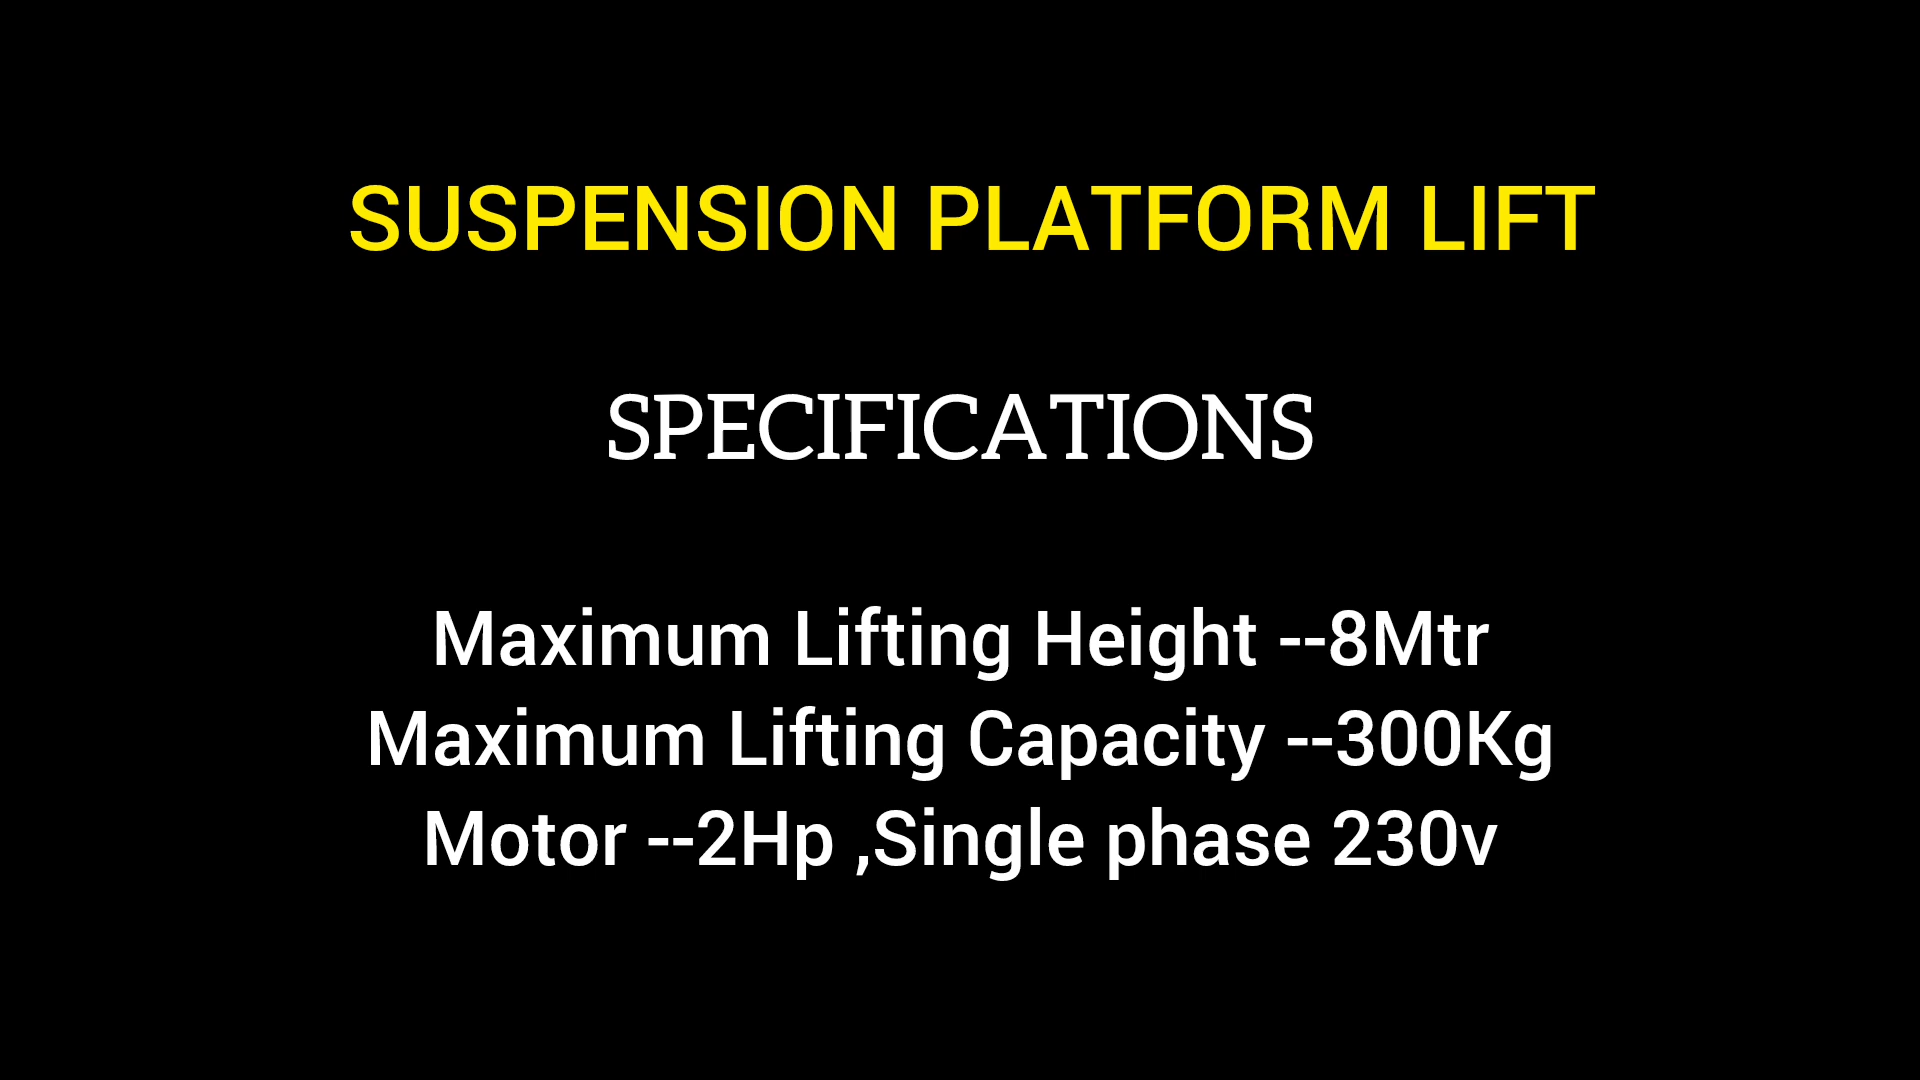 SUSPENSION PLATFORM LIFT
SPECIFICATIONS
Maximum Lifting Height --8Mtr
Maximum Lifting Capacity --300Kg
Motor --2Hp ,Single phase 230v